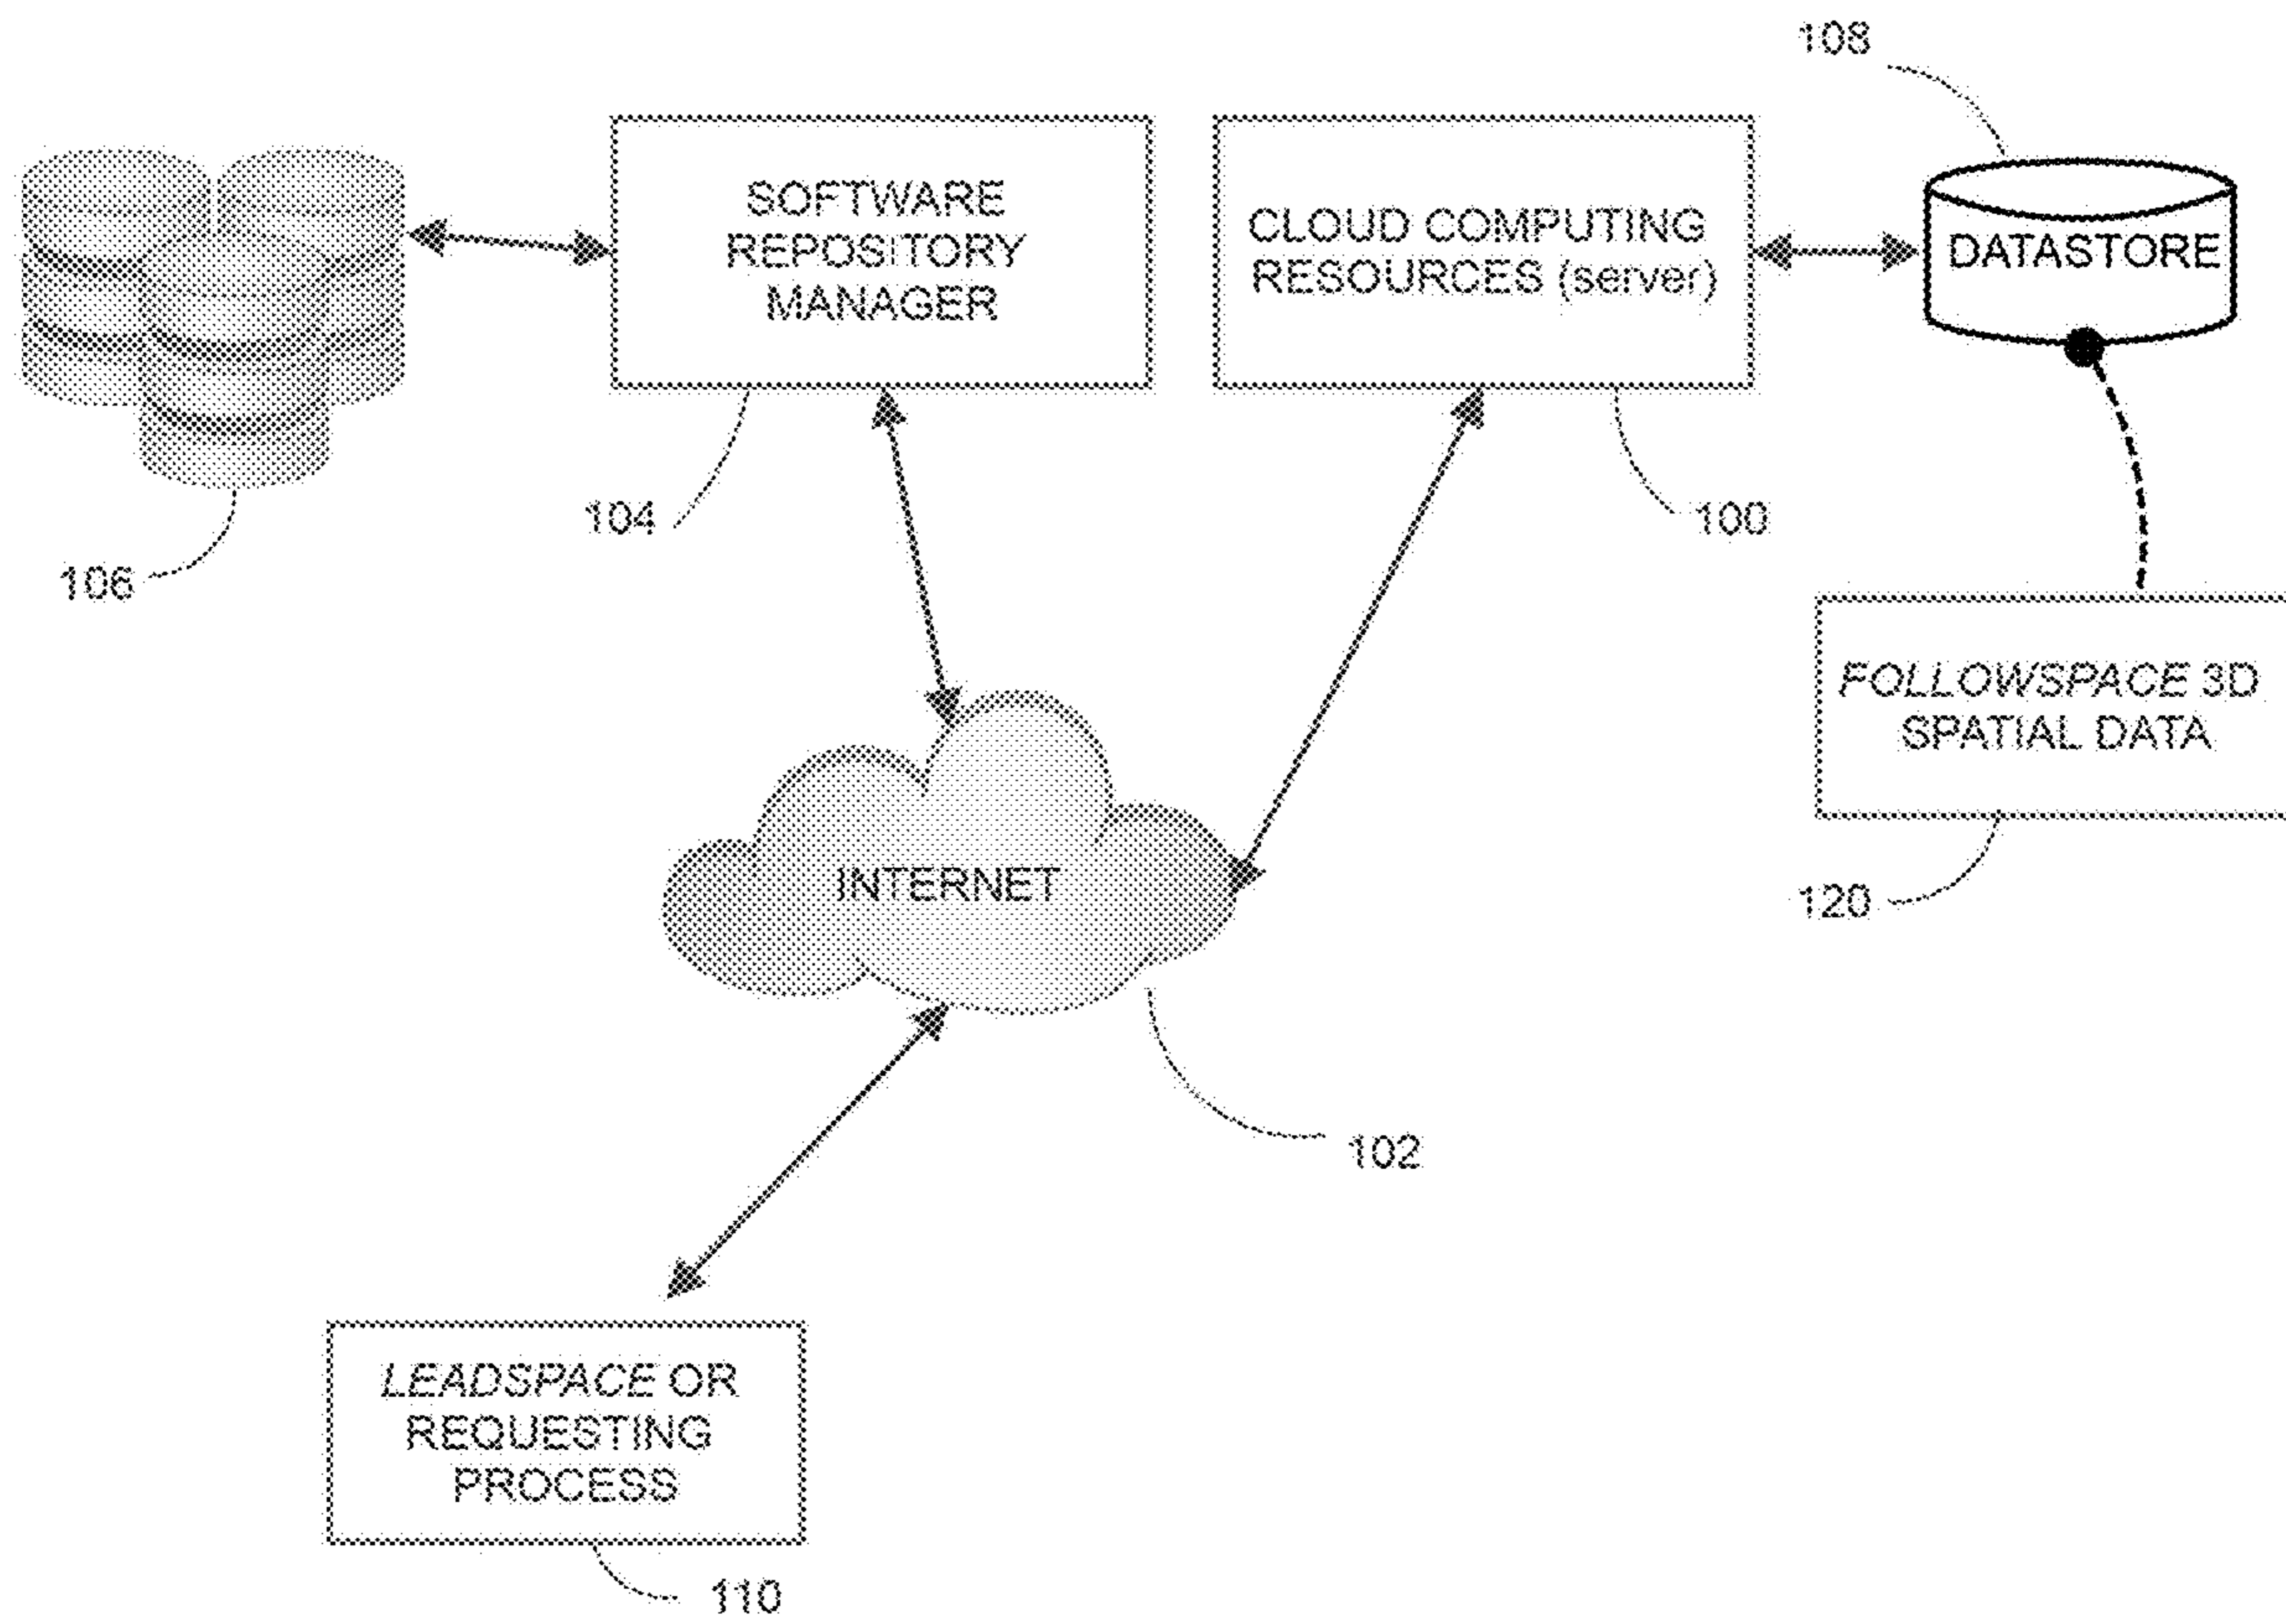 108
SOFTWARE
REPOSITORY
MANAGER
CLOUD COMPUTING
RESOURCES (server)
DATASTORE
104
100
106
FOLLOWSPACE 3D
SPATIAL DATA
INTERNET
120
102
LEADSPACE OR
REQUESTING
PROCESS
110